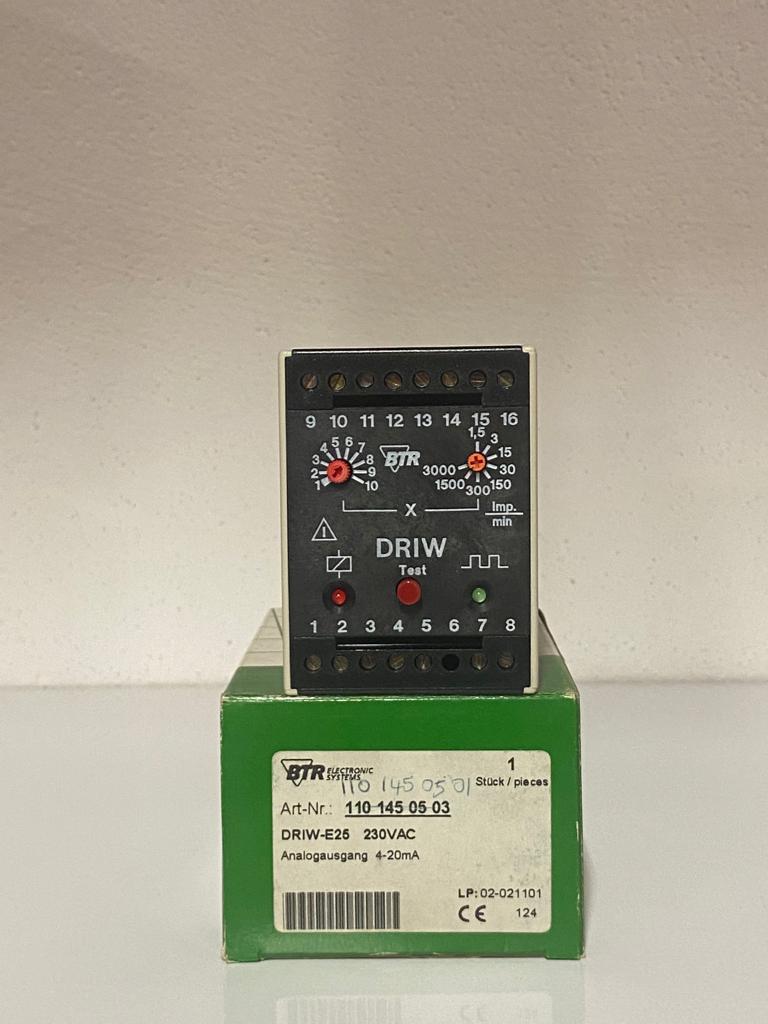 9 10 11 12 13 14 15 16
1 2 3 4 5 6 7 8 9 10
BTR
1,5 3 15 30 150 300 1500 3000
X
Imp.
min
DRIW
Test
1 2 3 4 5 6 7 8
BTR ELECTRONIC SYSTEMS
1
Stück / pieces
110 145 05 01
Art-Nr.: 110 145 05 03
DRIW-E25 230VAC
Analogausgang 4-20mA
LP: 02-021101
CE 124